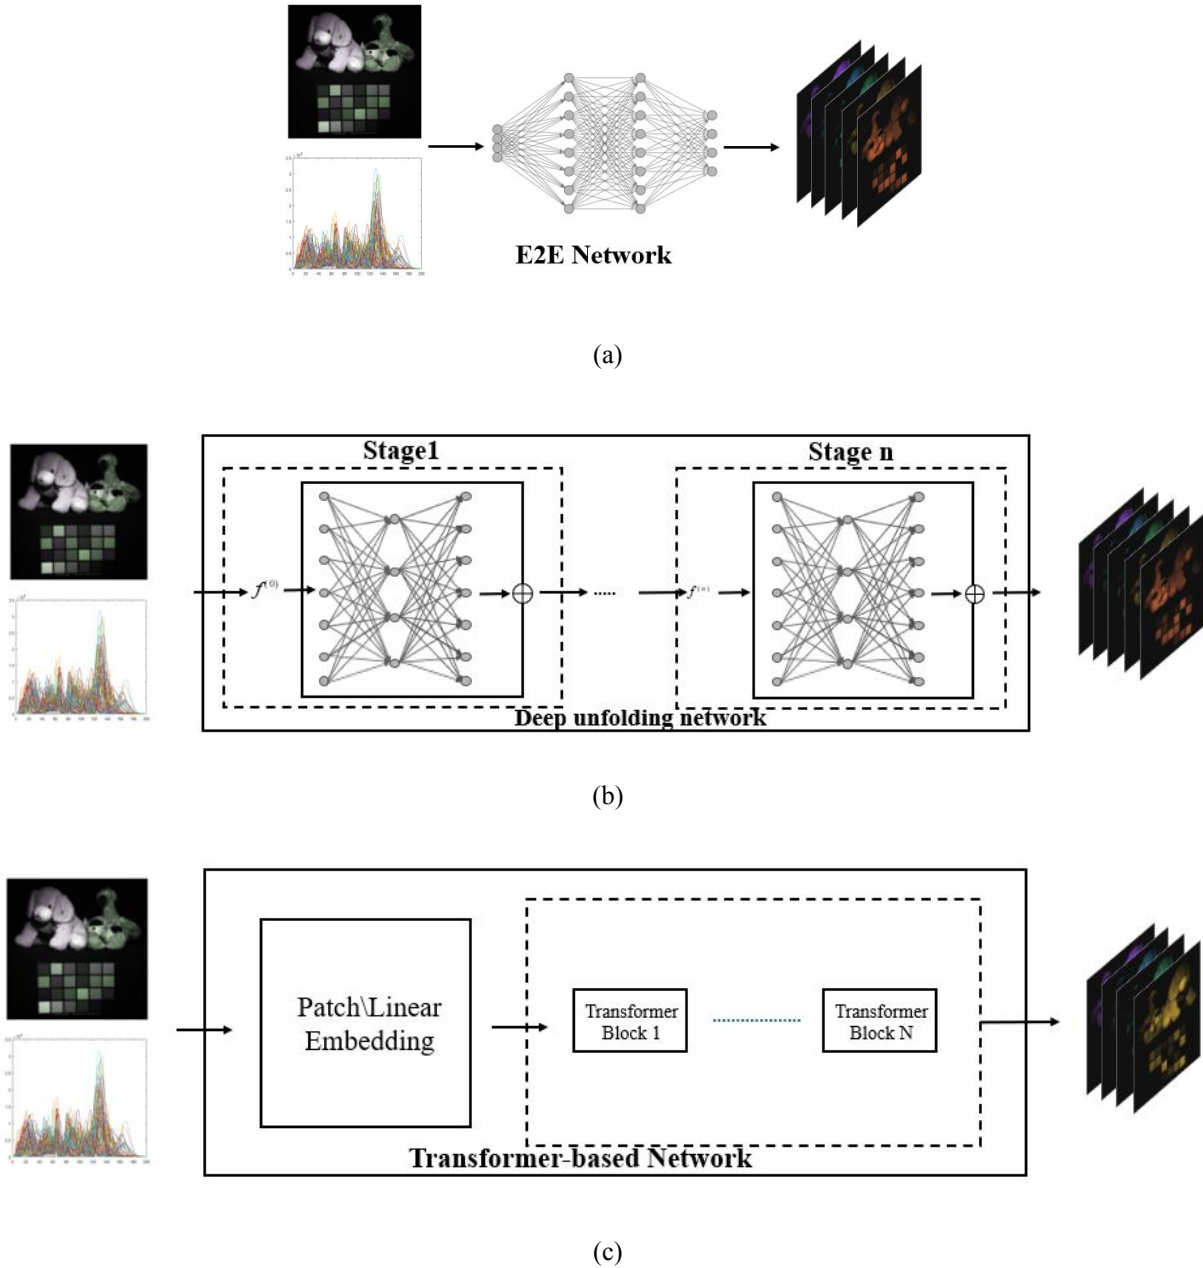 E2E Network
(a)
Stage1
Stage n
f(0)
.....
f(n)
Deep unfolding network
(b)
Patch\Linear
Embedding
Transformer
Block 1
Transformer
Block N
Transformer-based Network
(c)